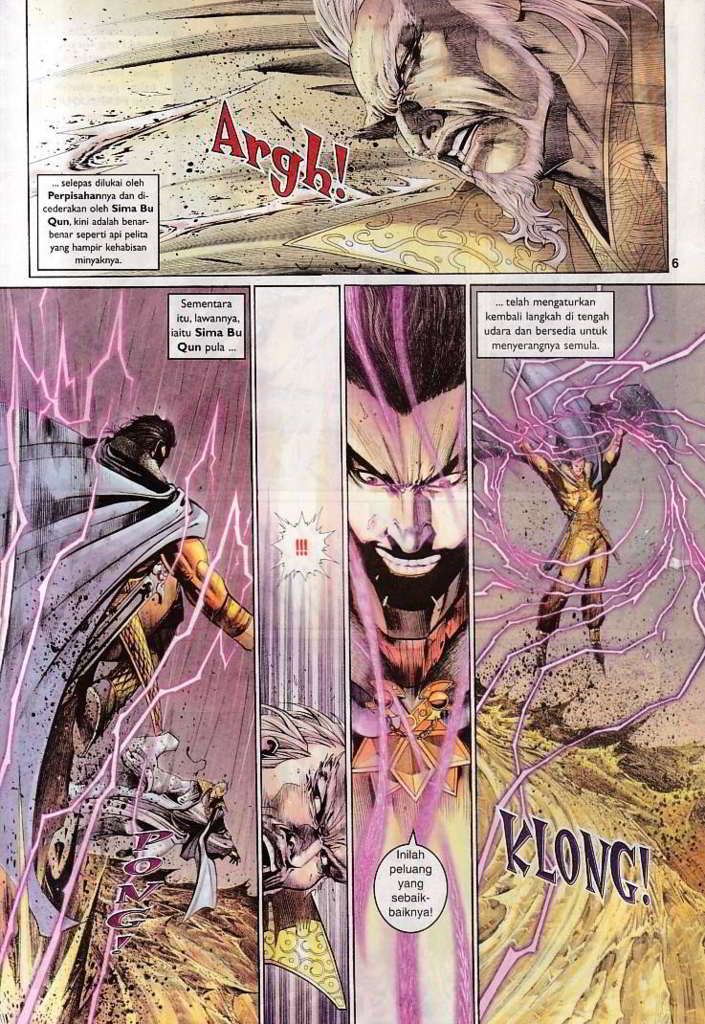 Argh!
... selepas dilukai oleh
Perpisahannya dan di-
cederakan oleh Sima Bu
Qun, kini adalah benar-
benar seperti api pelita
yang hampir kehabisan
minyaknya.
6
Sementara
itu, lawannya,
iaitu Sima Bu
Qun pula ...
PONG!
!!!
Inilah
peluang
yang
sebaik-
baiknya!
... telah mengaturkan
kembali langkah di tengah
udara dan bersedia untuk
menyerangnya semula.
KLONG!